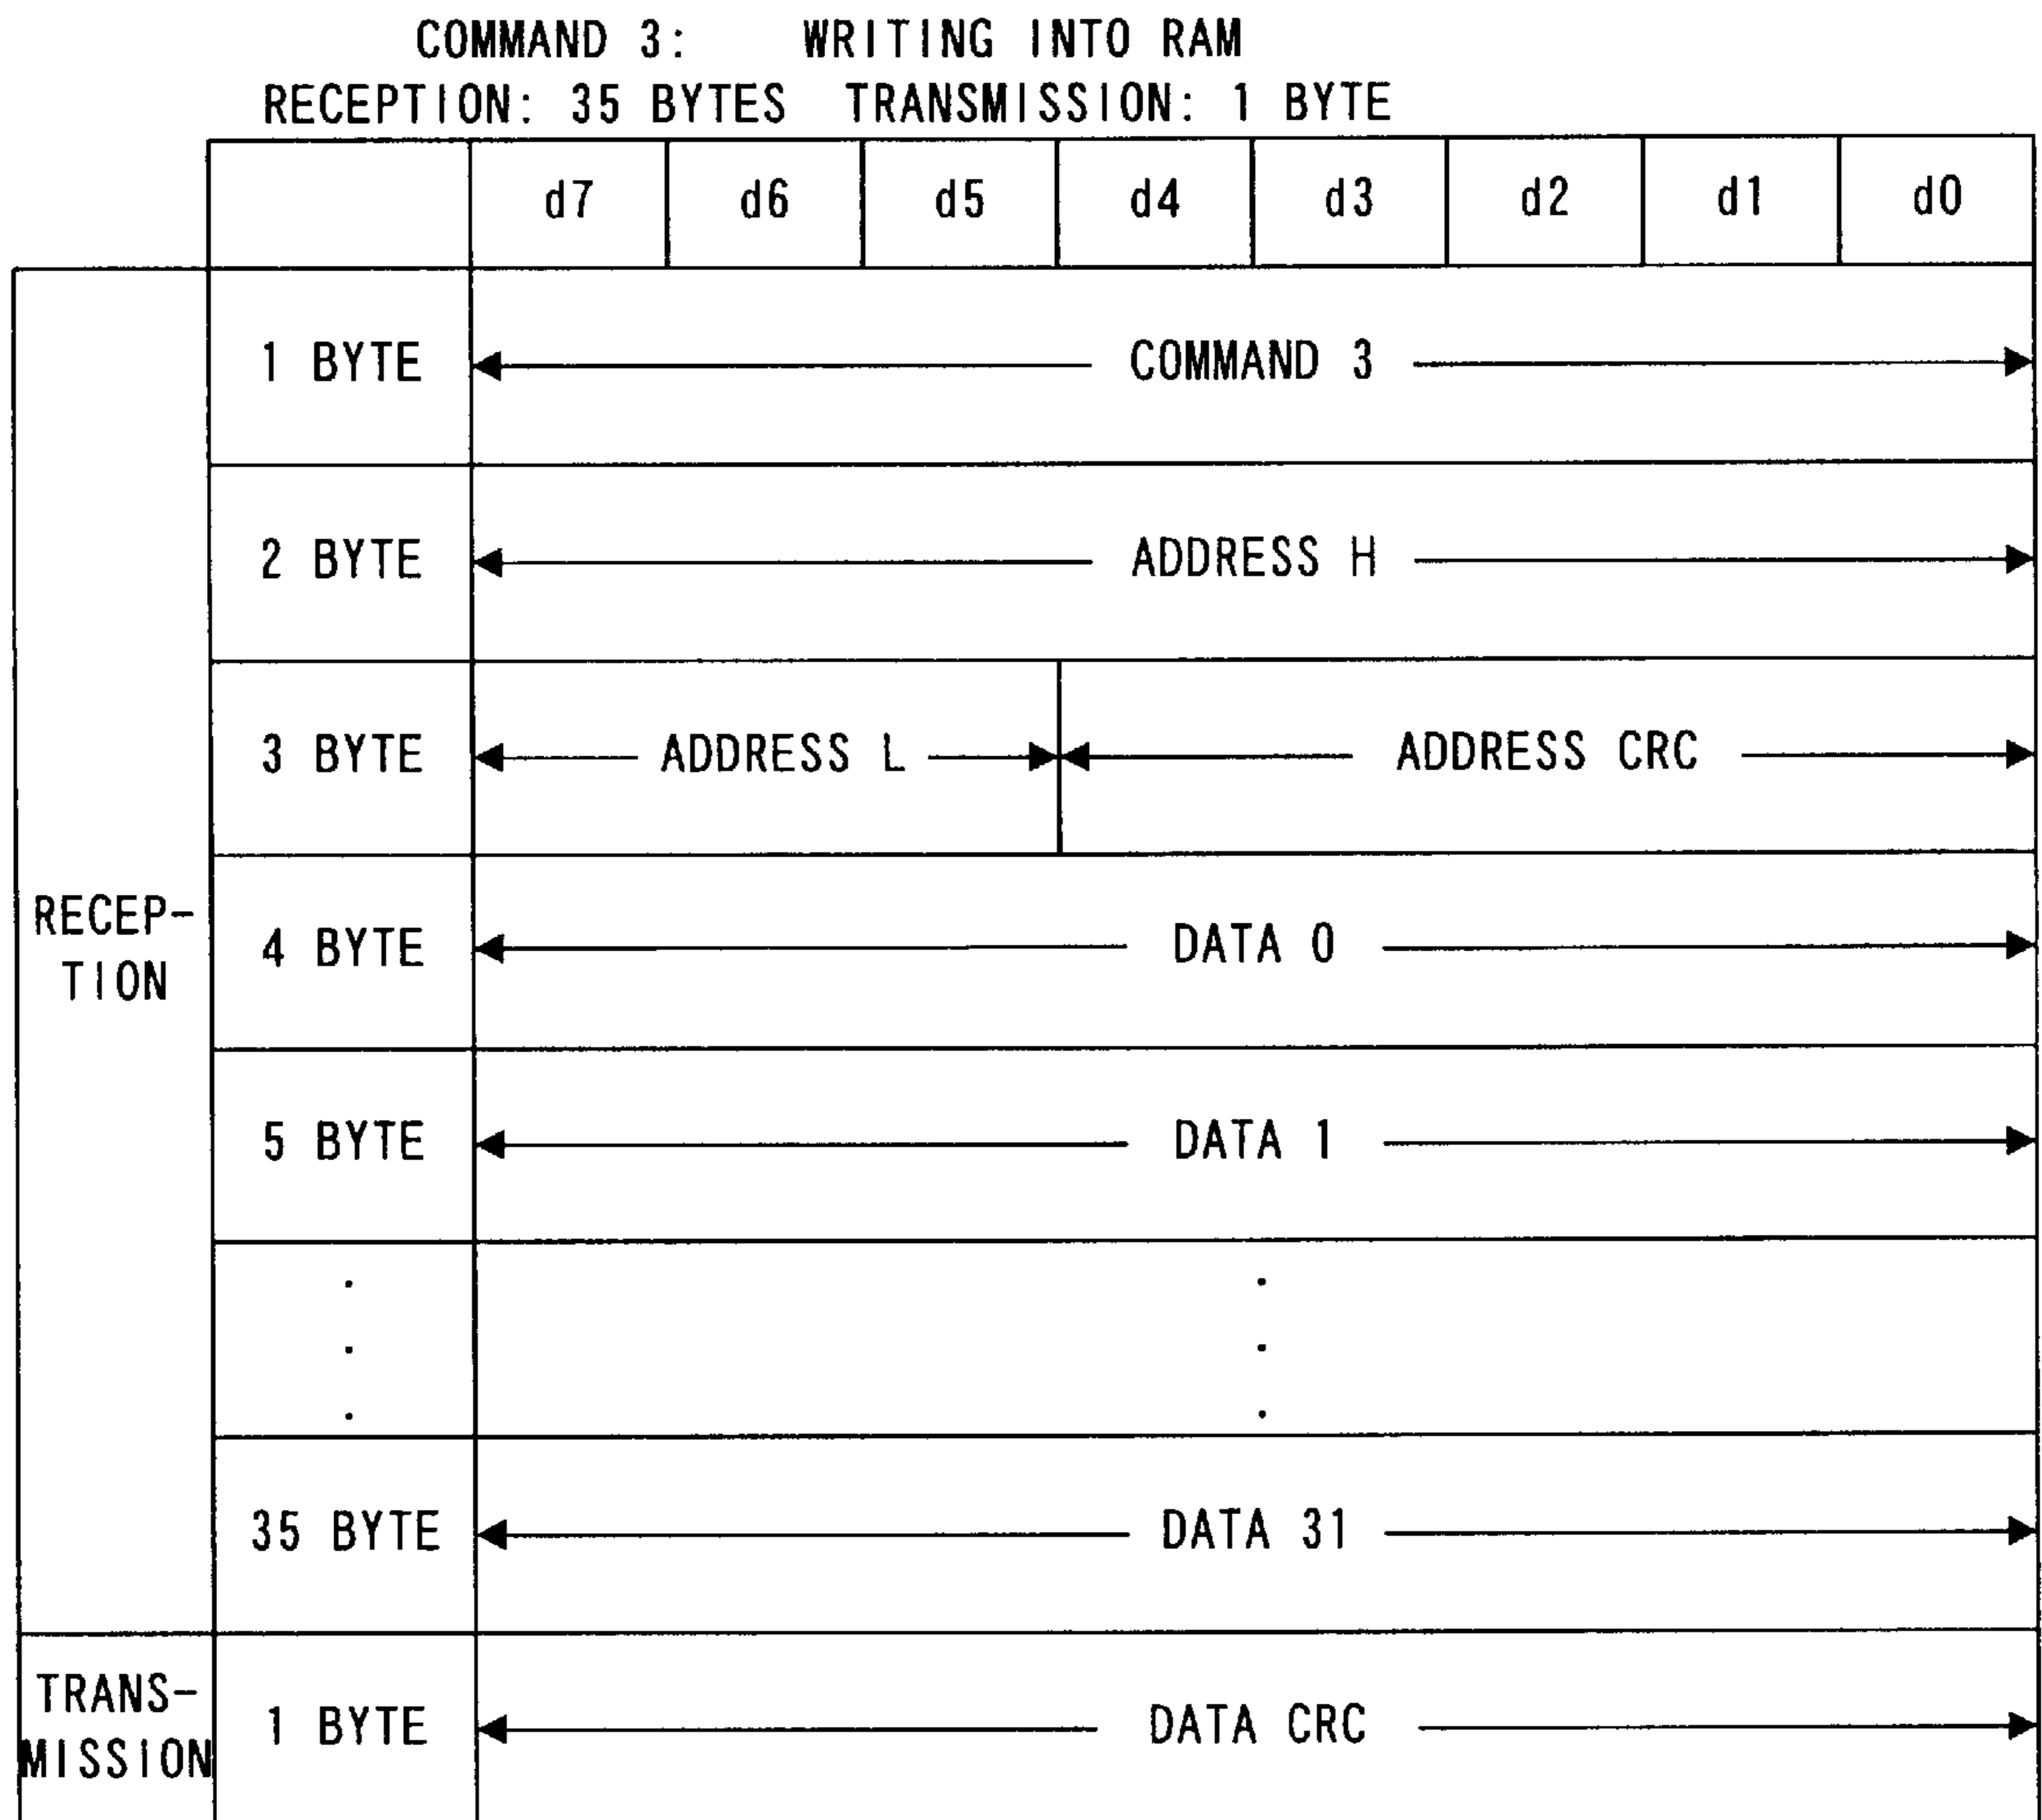 COMMAND 3: WRITING INTO RAM
RECEPTION: 35 BYTES TRANSMISSION: 1 BYTE
d7 d6 d5 d4 d3 d2 d1 d0
1 BYTE COMMAND 3
2 BYTE ADDRESS H
3 BYTE ADDRESS L ADDRESS CRC
RECEP-
TION
4 BYTE DATA 0
5 BYTE DATA 1
35 BYTE DATA 31
TRANS-
MISSION
1 BYTE DATA CRC